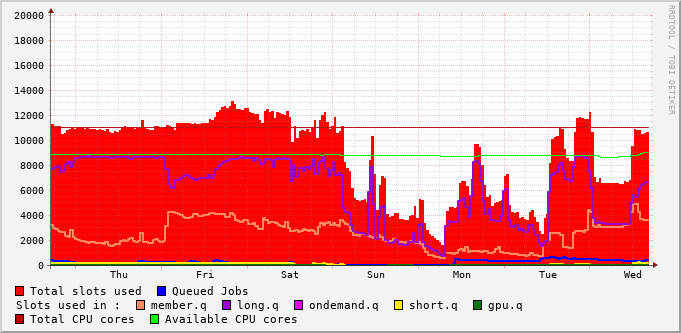 RRDTOOL / TOBI OETIKER
20000
18000
16000
14000
12000
10000
8000
6000
4000
2000
0
Thu Fri Sat Sun Mon Tue Wed
Total slots used Queued Jobs
Slots used in : member.q long.q ondemand.q short.q gpu.q
Total CPU cores Available CPU cores